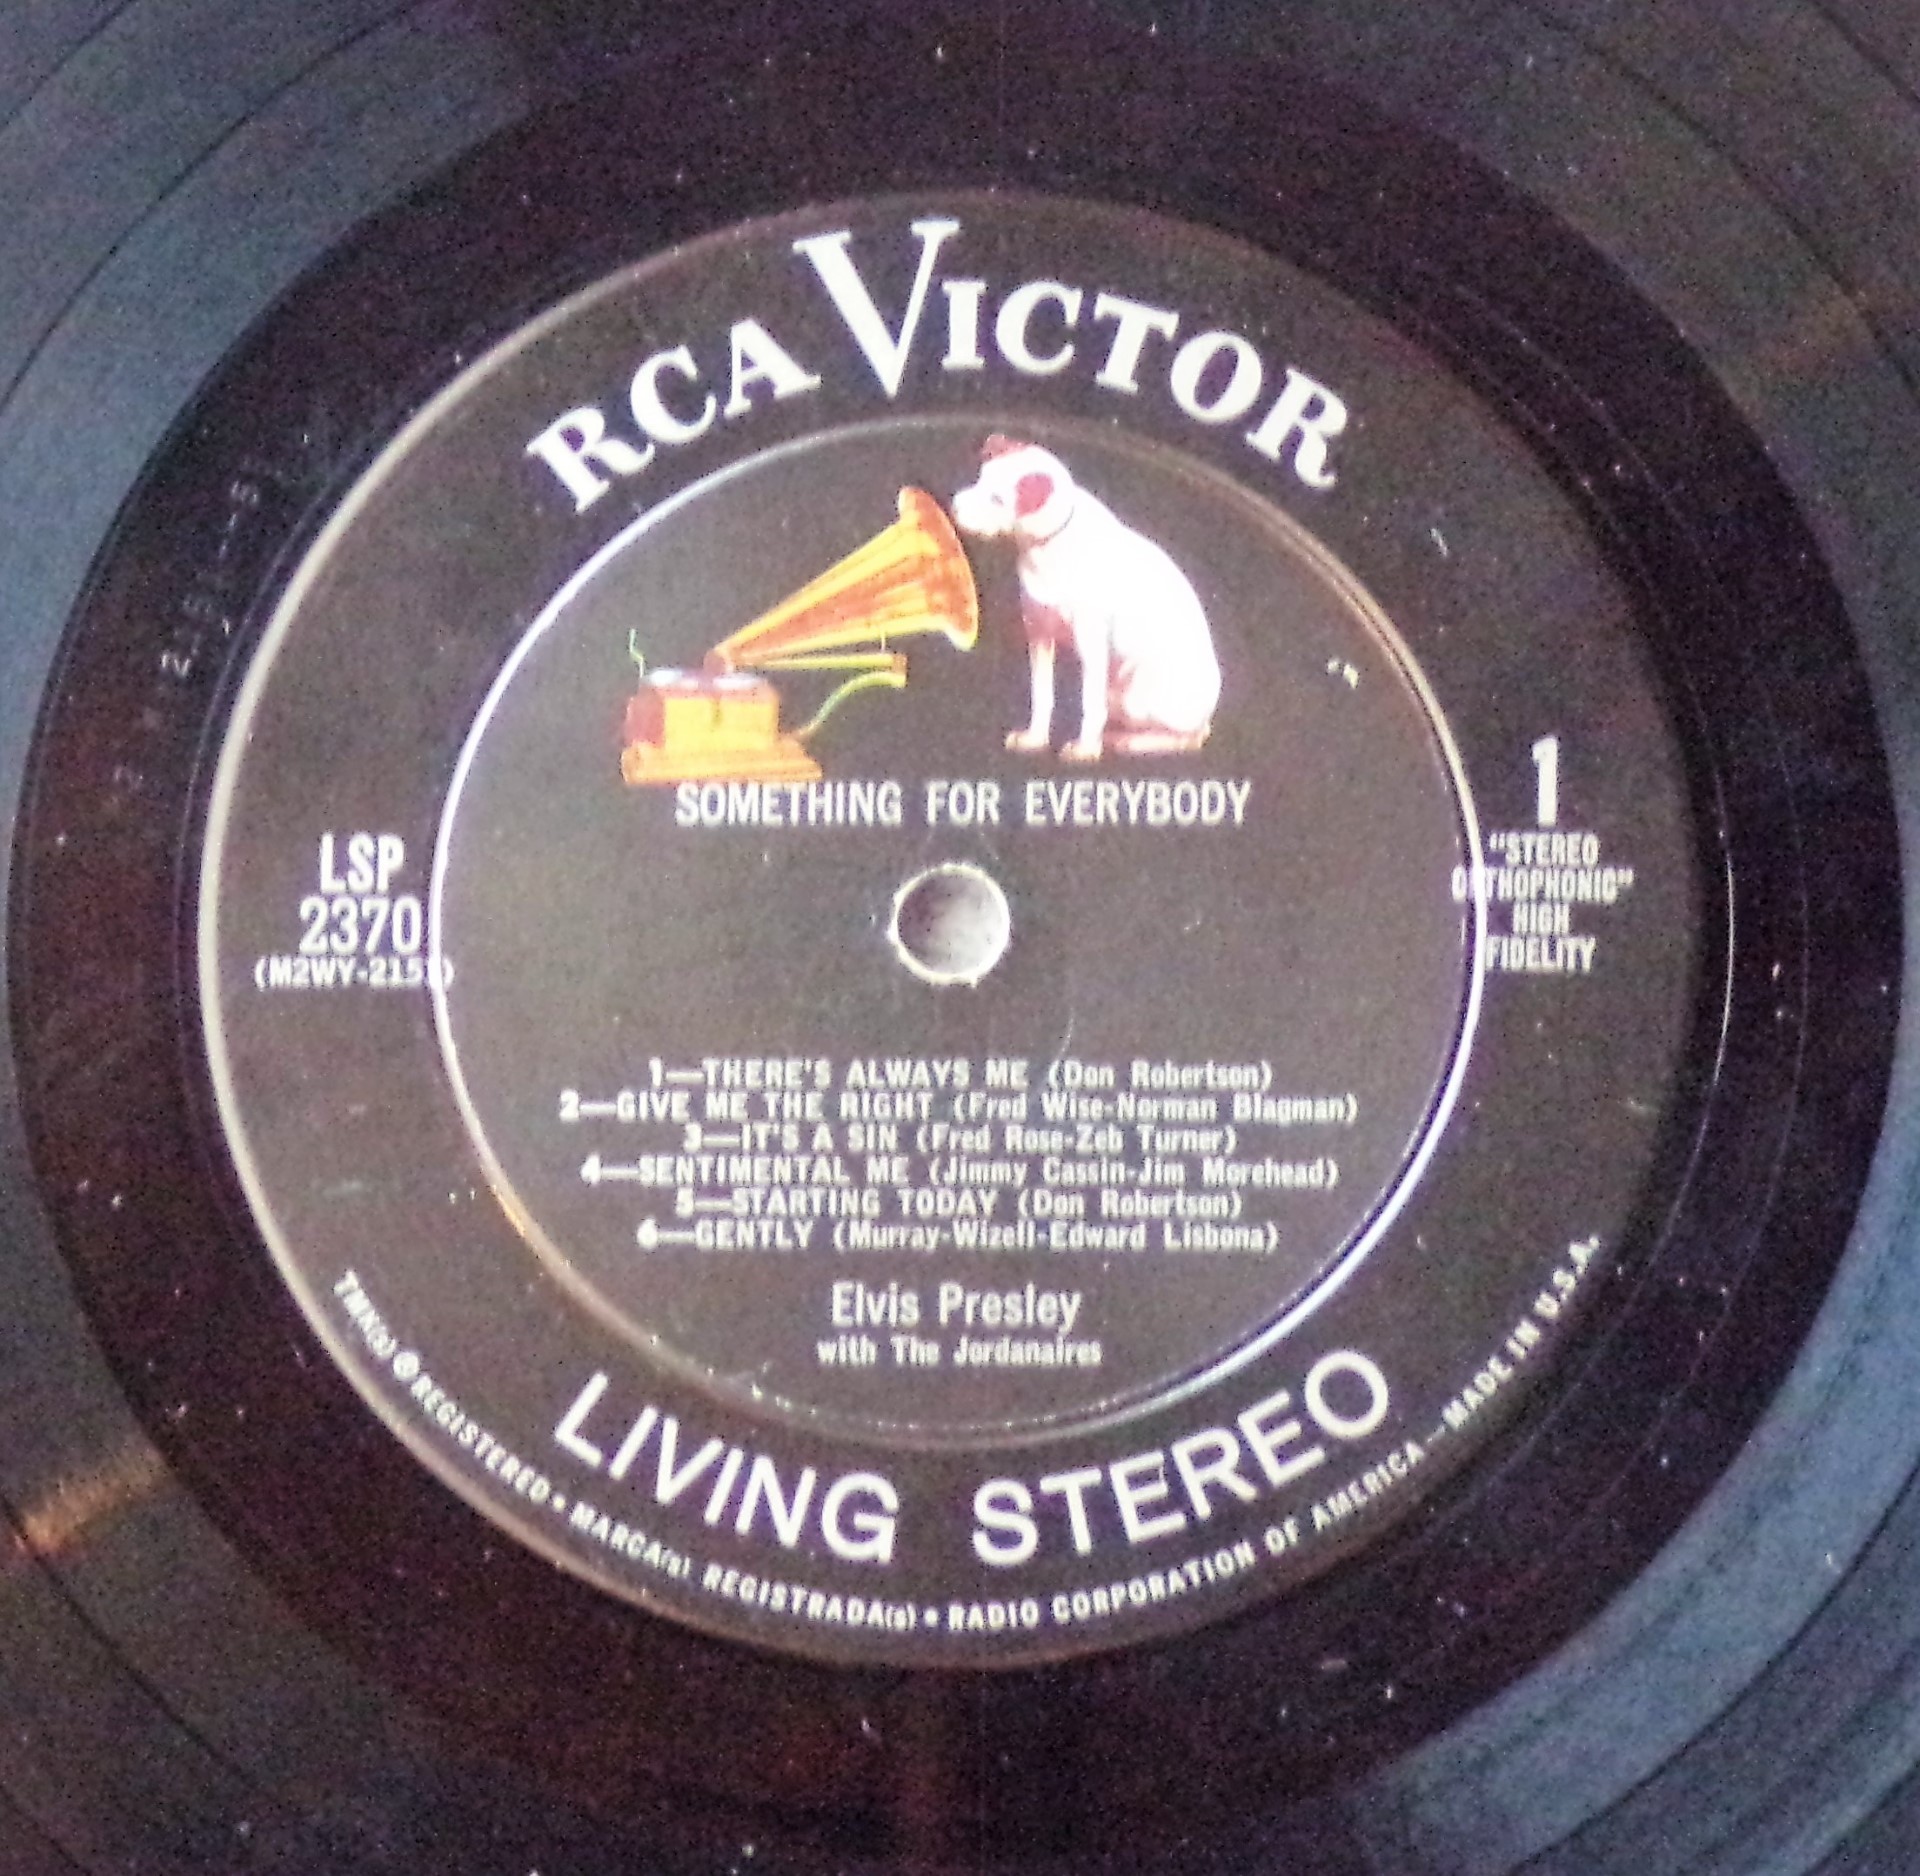 RCA VICTOR
SOMETHING FOR EVERYBODY
LSP
2370
1
"STEREO
ORTHOPHONIC"
HIGH
FIDELITY
1—THERE'S ALWAYS ME (Don Robertson)
2—GIVE ME THE RIGHT (Fred Wise-Norman Blagman)
3—IT'S A SIN (Fred Rose-Zeb Turner)
4—SENTIMENTAL ME (Jimmy Cassin-Jim Morehead)
5—STARTING TODAY (Don Robertson)
6—GENTLY (Murray-Wizell-Edward Lisbona)
Elvis Presley
with The Jordanaires
LIVING STEREO
TMK(s) ® REGISTERED • MARCA(s) REGISTRADA(s) • RADIO CORPORATION OF AMERICA—MADE IN U.S.A.